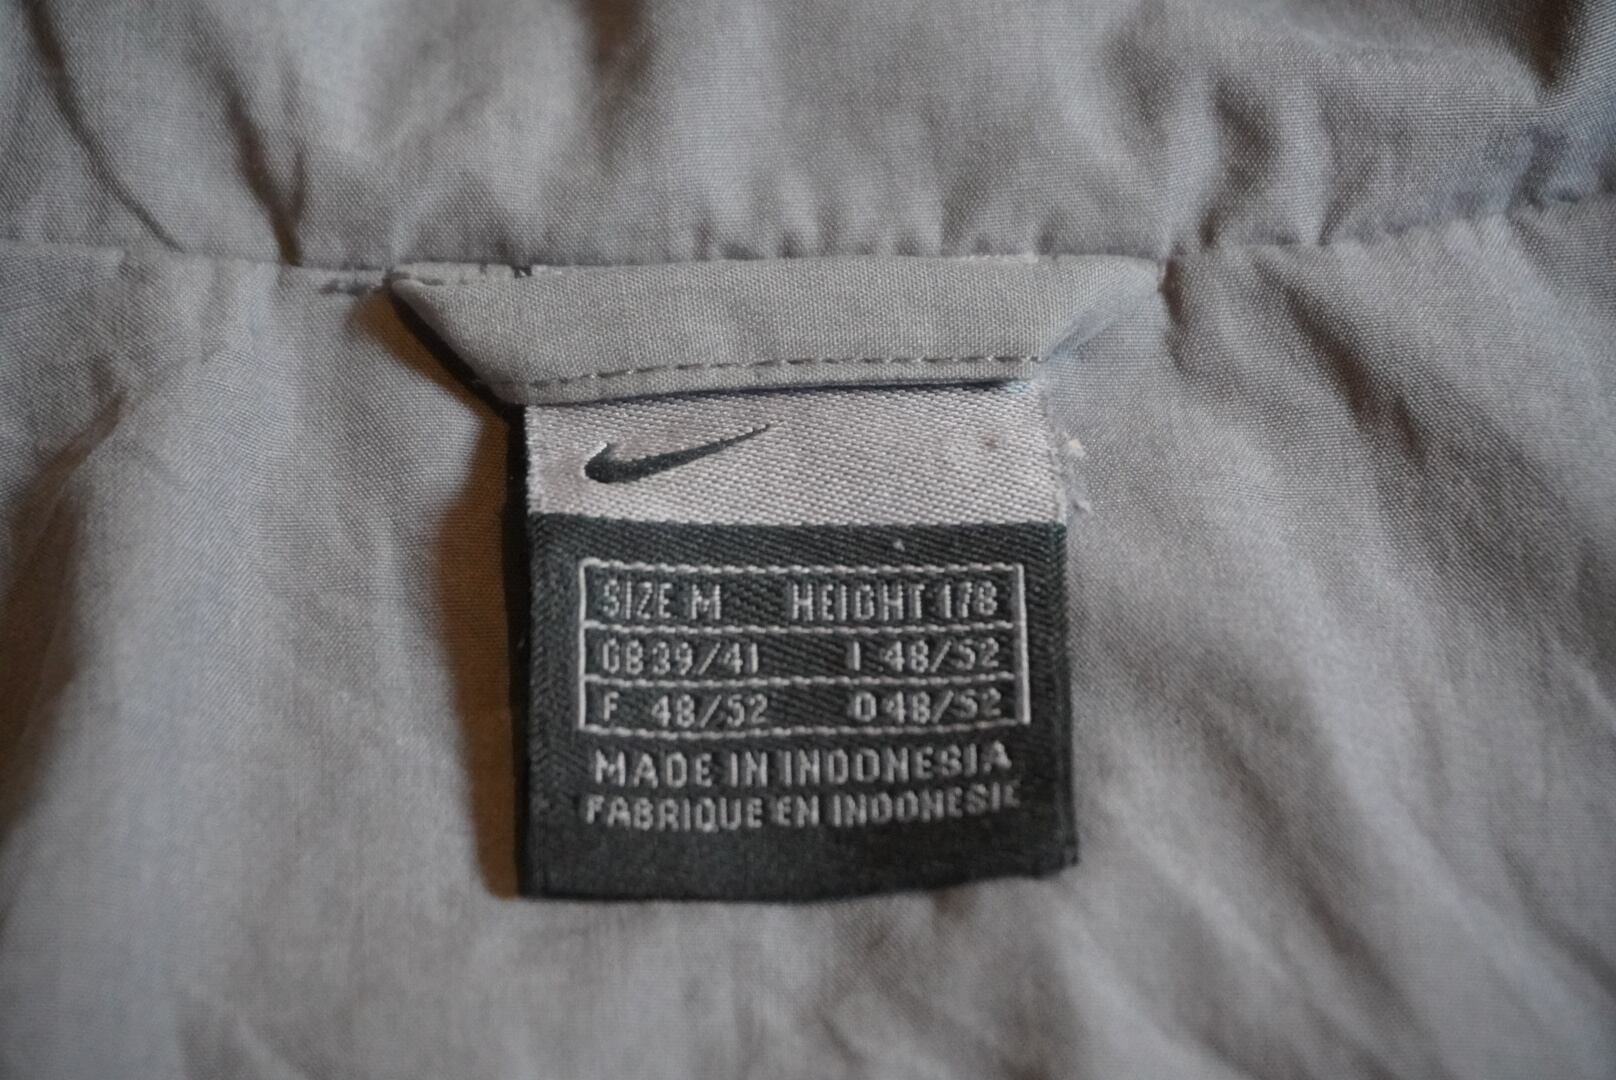 SIZE M HEIGHT 178
GB 39/41 I 48/52
F 48/52 D 48/52
MADE IN INDONESIA
FABRIQUE EN INDONESIE